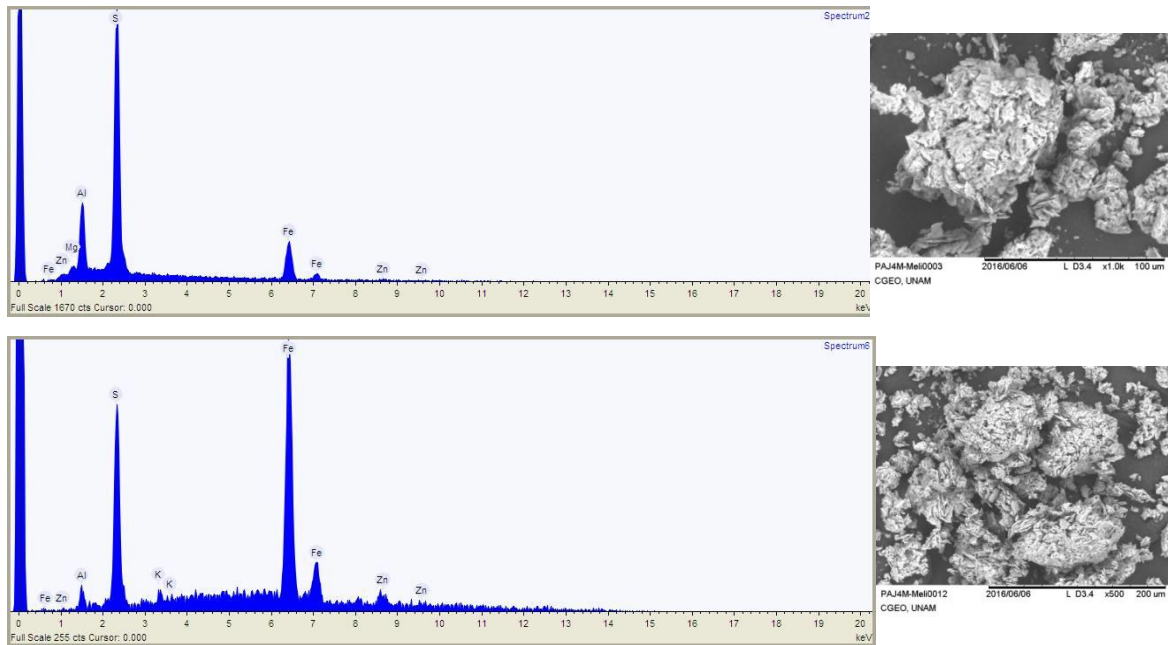 Spectrum2
S
Al
Mg
Zn
Fe
Fe
Fe
Zn
Zn
0 1 2 3 4 5 6 7 8 9 10 11 12 13 14 15 16 17 18 19 20
Full Scale 1670 cts Cursor: 0.000 keV
PAJ4M-Meli0003 2016/06/06 L D3.4 x1.0k 100 um
CGEO, UNAM
Spectrum6
Fe
S
Al
Fe Zn
K
K
Fe
Zn
Zn
0 1 2 3 4 5 6 7 8 9 10 11 12 13 14 15 16 17 18 19 20
Full Scale 255 cts Cursor: 0.000 keV
PAJ4M-Meli0012 2016/06/06 L D3.4 x500 200 um
CGEO, UNAM